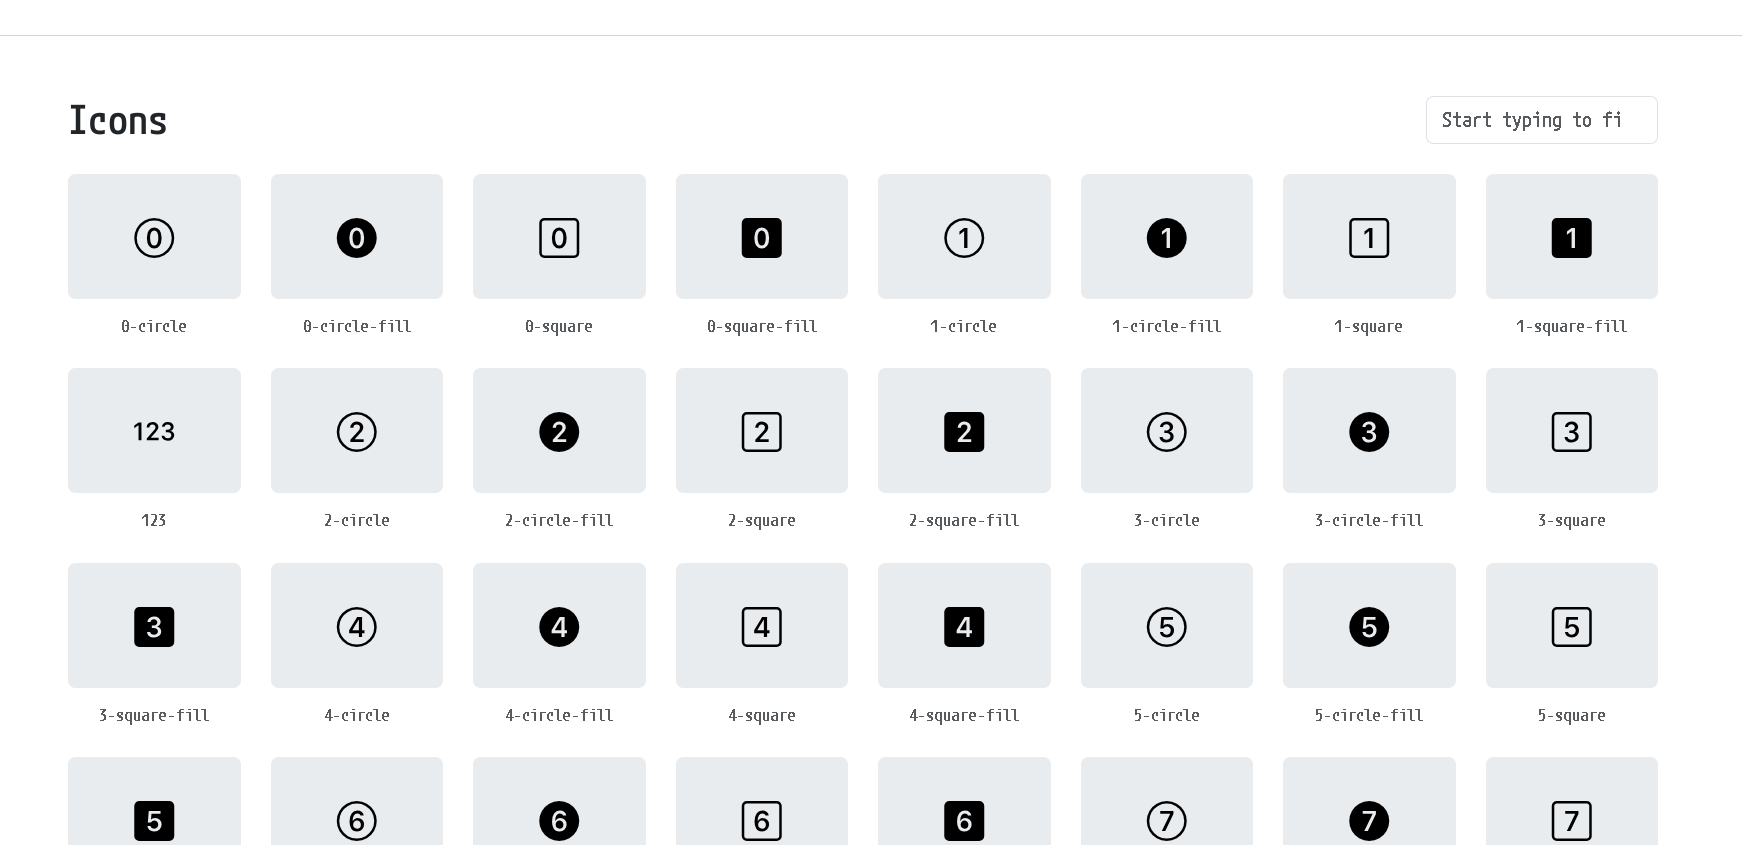 Icons
Start typing to fi
0 0 0 0 1 1 1 1
0-circle 0-circle-fill 0-square 0-square-fill 1-circle 1-circle-fill 1-square 1-square-fill
123 2 2 2 2 3 3 3
123 2-circle 2-circle-fill 2-square 2-square-fill 3-circle 3-circle-fill 3-square
3 4 4 4 4 5 5 5
3-square-fill 4-circle 4-circle-fill 4-square 4-square-fill 5-circle 5-circle-fill 5-square
5 6 6 6 6 7 7 7